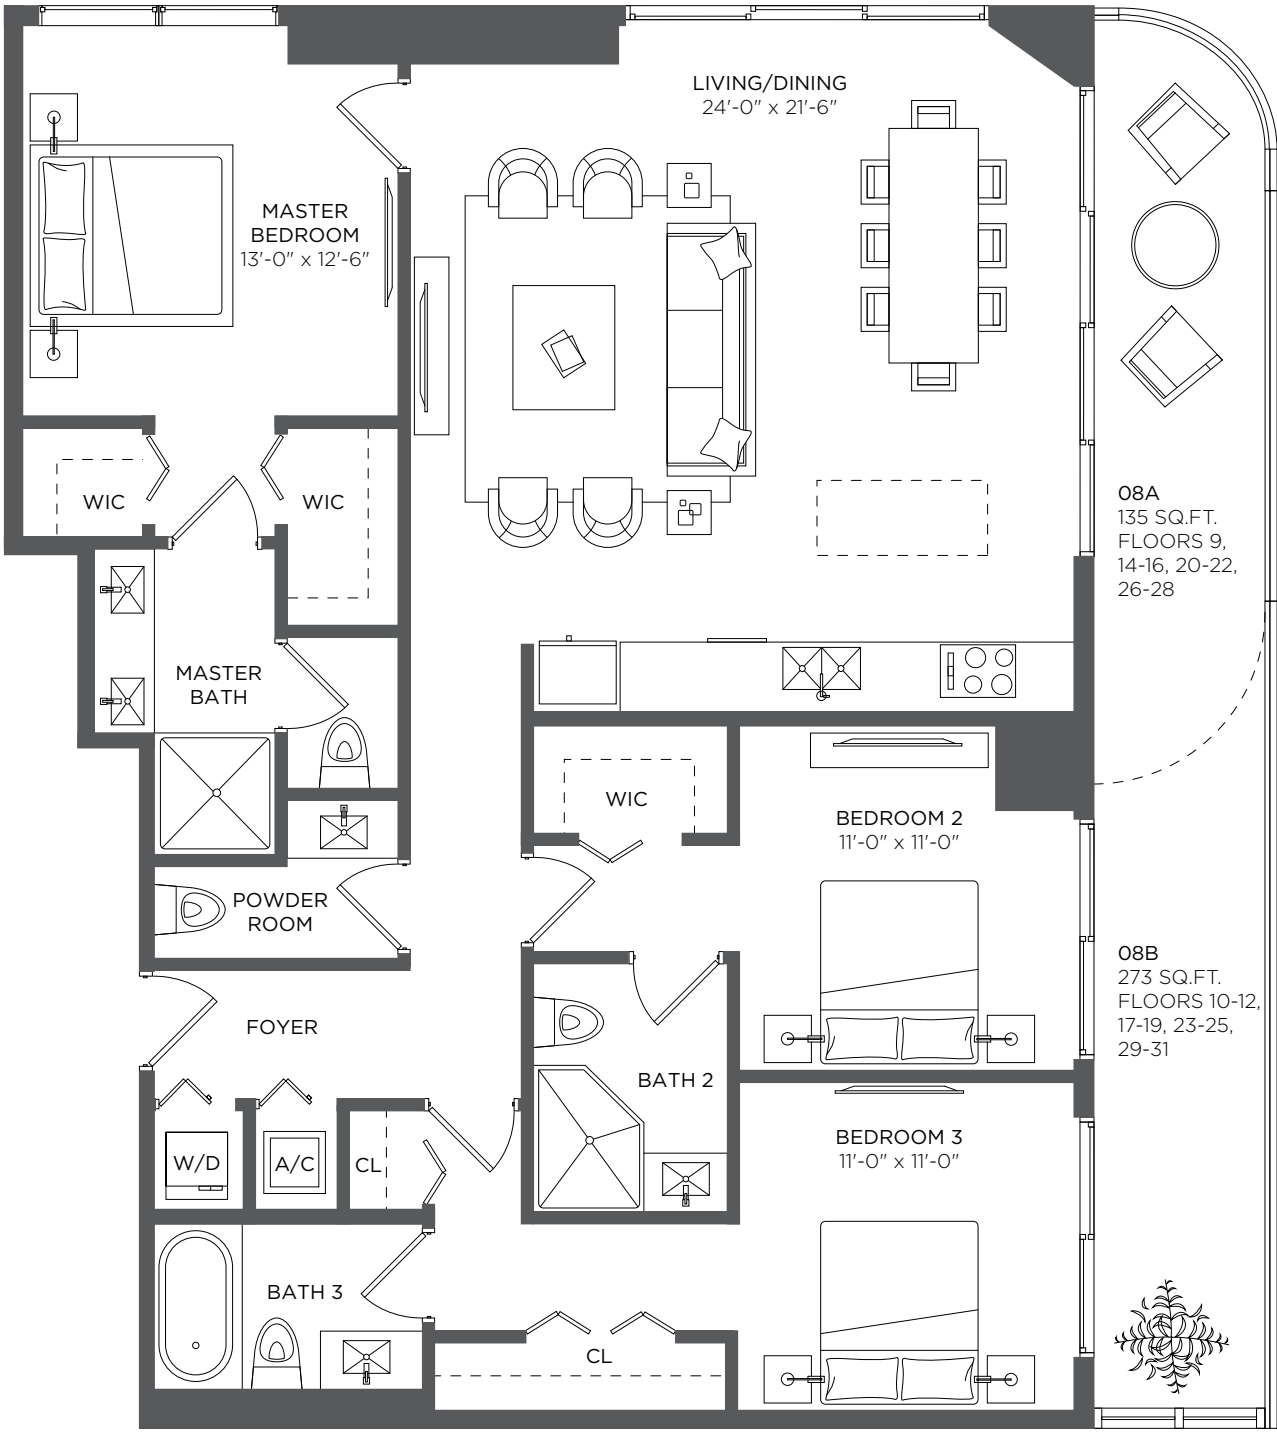 LIVING/DINING
24'-0" x 21'-6"
MASTER
BEDROOM
13'-0" x 12'-6"
WIC
WIC
08A
135 SQ.FT.
FLOORS 9,
14-16, 20-22,
26-28
MASTER
BATH
WIC
BEDROOM 2
11'-0" x 11'-0"
POWDER
ROOM
08B
273 SQ.FT.
FLOORS 10-12,
17-19, 23-25,
29-31
FOYER
BATH 2
W/D
A/C
CL
BEDROOM 3
11'-0" x 11'-0"
BATH 3
CL